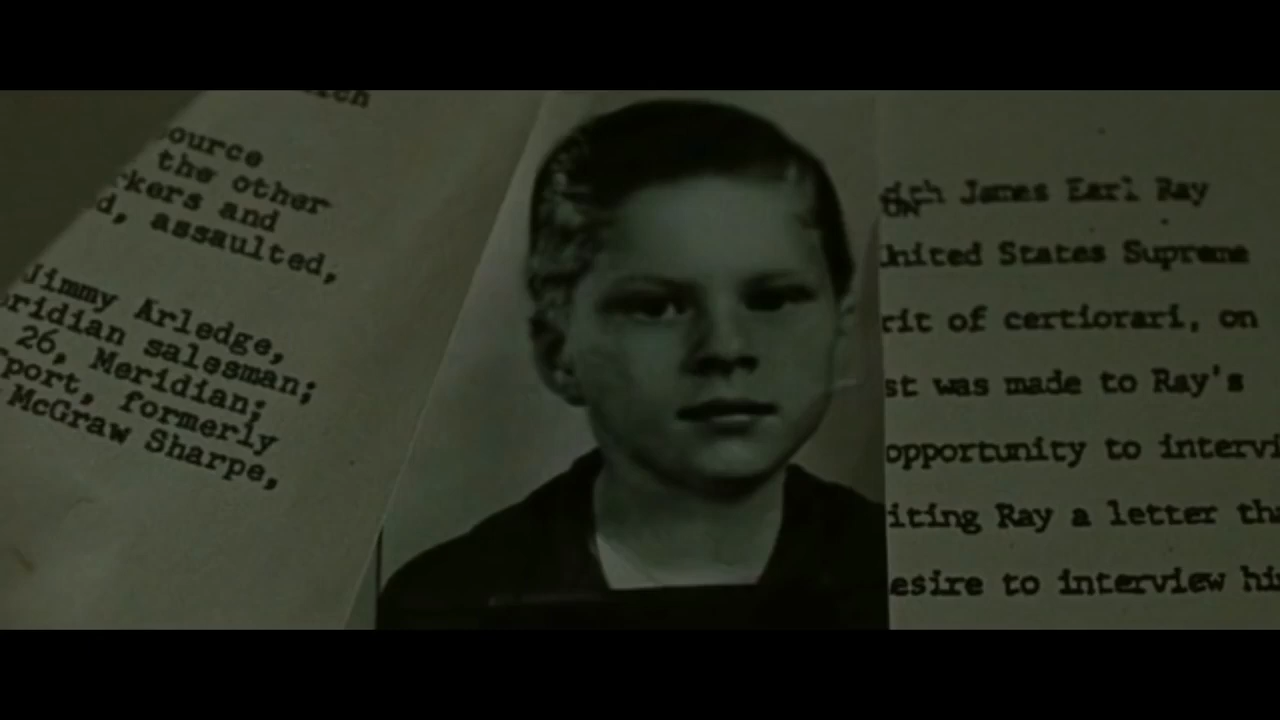 ource
the other
rkers and
d, assaulted,
Jimmy Arledge,
ridian salesman;
26, Meridian;
port, formerly
McGraw Sharpe,
James Earl Ray
United States Supreme
rit of certiorari, on
st was made to Ray's
opportunity to intervi
iting Ray a letter tha
esire to interview hi